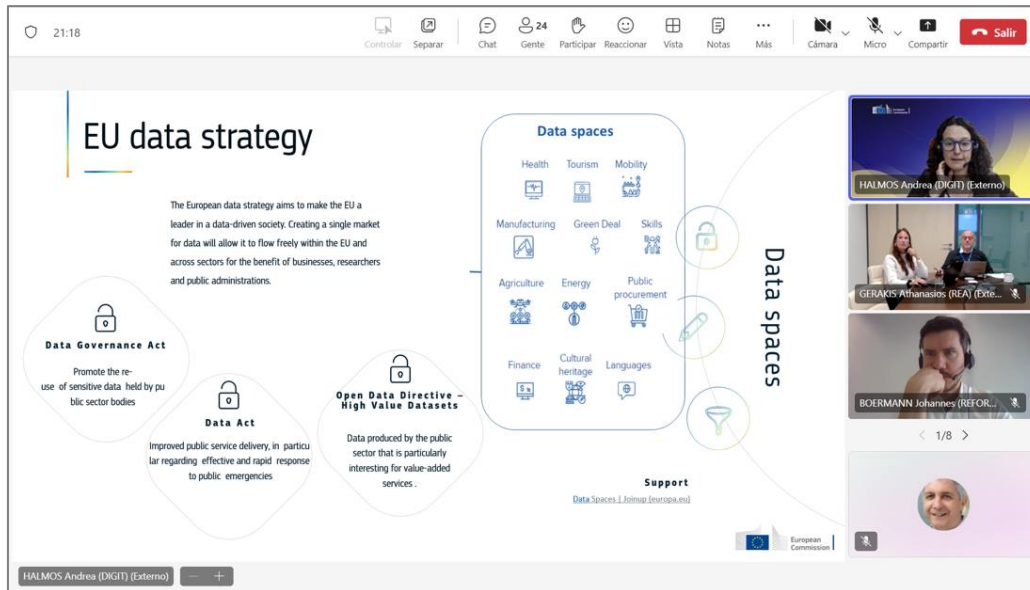 21:18
Controlar
Separar
Chat
24
Gente
Participar
Reaccionar
Vista
Notas
Más
Cámara
Micro
Compartir
Salir
EU data strategy
The European data strategy aims to make the EU a
leader in a data-driven society. Creating a single market
for data will allow it to flow freely within the EU and
across sectors for the benefit of businesses, researchers
and public administrations.
Data Governance Act
Promote the re-
use of sensitive data held by pu
blic sector bodies
Data Act
Improved public service delivery, in particu
lar regarding effective and rapid response
to public emergencies
Open Data Directive –
High Value Datasets
Data produced by the public
sector that is particularly
interesting for value-added
services .
Data spaces
Health Tourism Mobility
Manufacturing Green Deal Skills
Agriculture Energy Public
procurement
Finance Cultural
heritage Languages
Data spaces
Support
Data Spaces | Joinup (europa.eu)
European
Commission
HALMOS Andrea (DIGIT) (Externo)
GERAKIS Athanasios (REA) (Exte...
BOERMANN Johannes (REFOR...
1/8
HALMOS Andrea (DIGIT) (Externo)